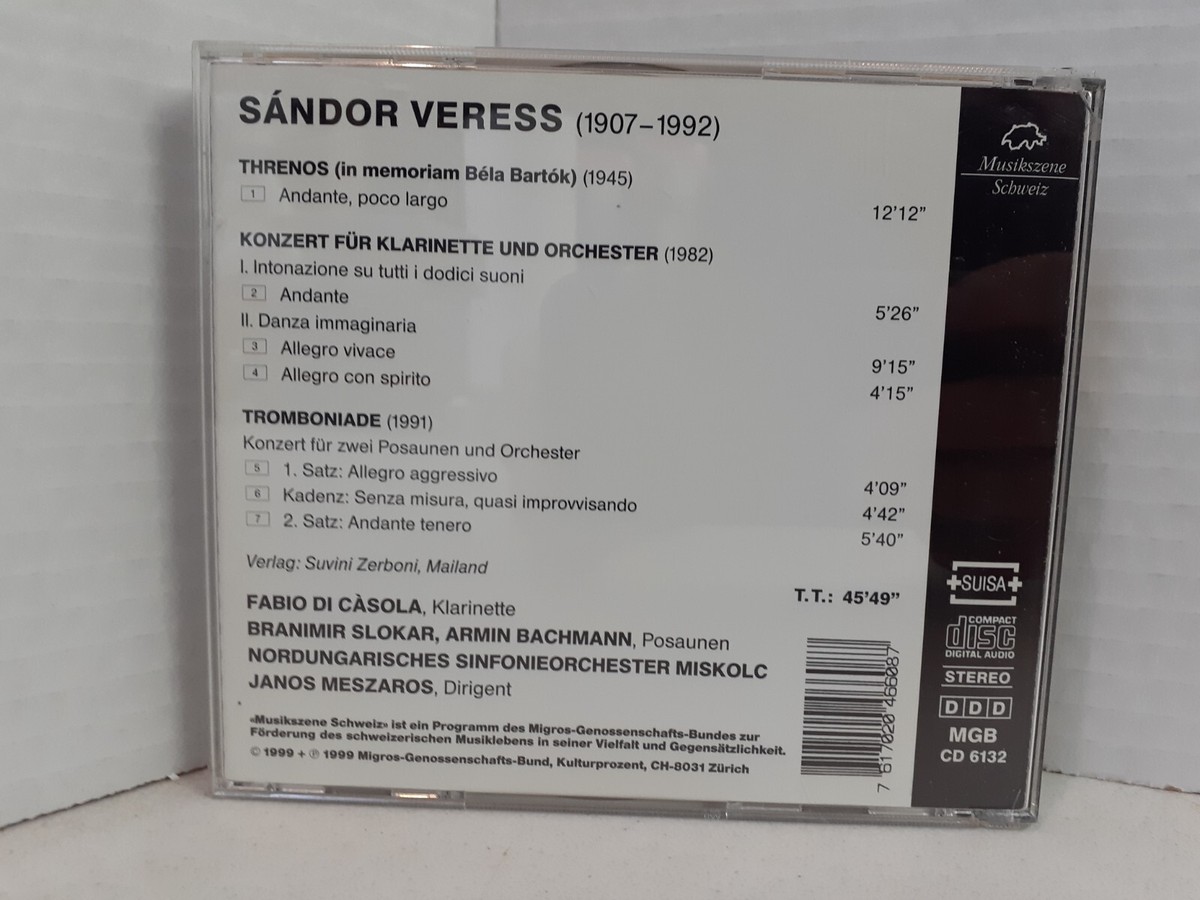 SÁNDOR VERESS (1907–1992)
THRENOS (in memoriam Béla Bartók) (1945)
1 Andante, poco largo 12'12”
KONZERT FÜR KLARINETTE UND ORCHESTER (1982)
I. Intonazione su tutti i dodici suoni
2 Andante 5'26”
II. Danza immaginaria
3 Allegro vivace 9'15”
4 Allegro con spirito 4'15”
TROMBONIADE (1991)
Konzert für zwei Posaunen und Orchester
5 1. Satz: Allegro aggressivo 4'09”
6 Kadenz: Senza misura, quasi improvvisando 4'42”
7 2. Satz: Andante tenero 5'40”
Verlag: Suvini Zerboni, Mailand
T.T.: 45'49”
FABIO DI CÀSOLA, Klarinette
BRANIMIR SLOKAR, ARMIN BACHMANN, Posaunen
NORDUNGARISCHES SINFONIEORCHESTER MISKOLC
JANOS MESZAROS, Dirigent
«Musikszene Schweiz» ist ein Programm des Migros-Genossenschafts-Bundes zur
Förderung des schweizerischen Musiklebens in seiner Vielfalt und Gegensätzlichkeit.
© 1999 + ℗ 1999 Migros-Genossenschafts-Bund, Kulturprozent, CH-8031 Zürich
7 617020 466087
Musikszene
Schweiz
SUISA
COMPACT
disc
DIGITAL AUDIO
STEREO
DDD
MGB
CD 6132